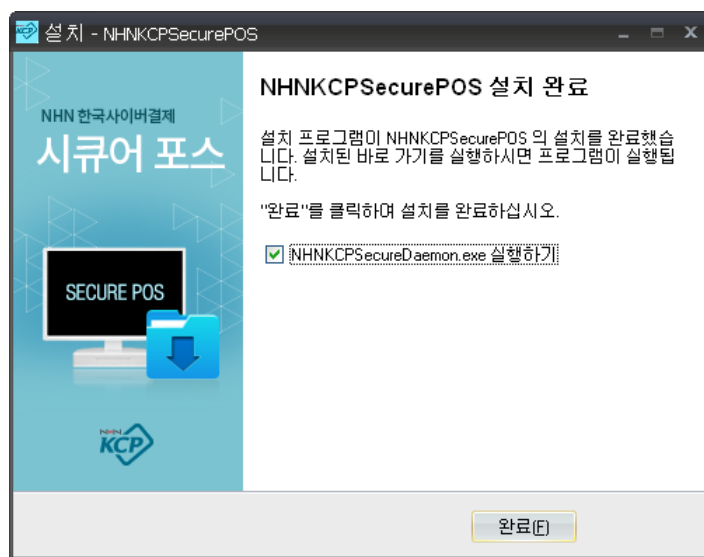 설치 - NHNKCPSecurePOS
NHN 한국사이버결제
시큐어 포스
SECURE POS
NHN
KCP
NHNKCPSecurePOS 설치 완료
설치 프로그램이 NHNKCPSecurePOS 의 설치를 완료했습
니다. 설치된 바로 가기를 실행하시면 프로그램이 실행됩
니다.
"완료"를 클릭하여 설치를 완료하십시오.
NHNKCPSecureDaemon.exe 실행하기
완료(F)